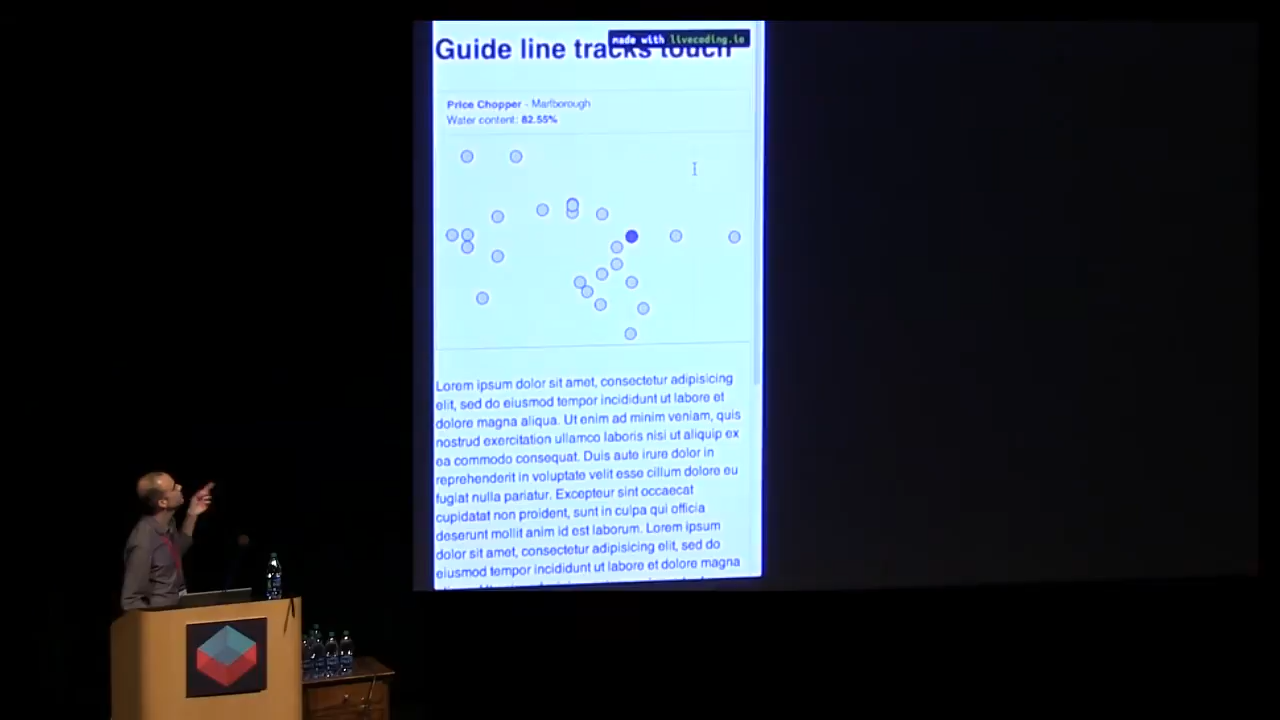 Guide line tracks touch
made with livecoding.io
Price Chopper - Marlborough
Water content: 82.55%
Lorem ipsum dolor sit amet, consectetur adipisicing
elit, sed do eiusmod tempor incididunt ut labore et
dolore magna aliqua. Ut enim ad minim veniam, quis
nostrud exercitation ullamco laboris nisi ut aliquip ex
ea commodo consequat. Duis aute irure dolor in
reprehenderit in voluptate velit esse cillum dolore eu
fugiat nulla pariatur. Excepteur sint occaecat
cupidatat non proident, sunt in culpa qui officia
deserunt mollit anim id est laborum. Lorem ipsum
dolor sit amet, consectetur adipisicing elit, sed do
eiusmod tempor incididunt ut labore et dolore magna